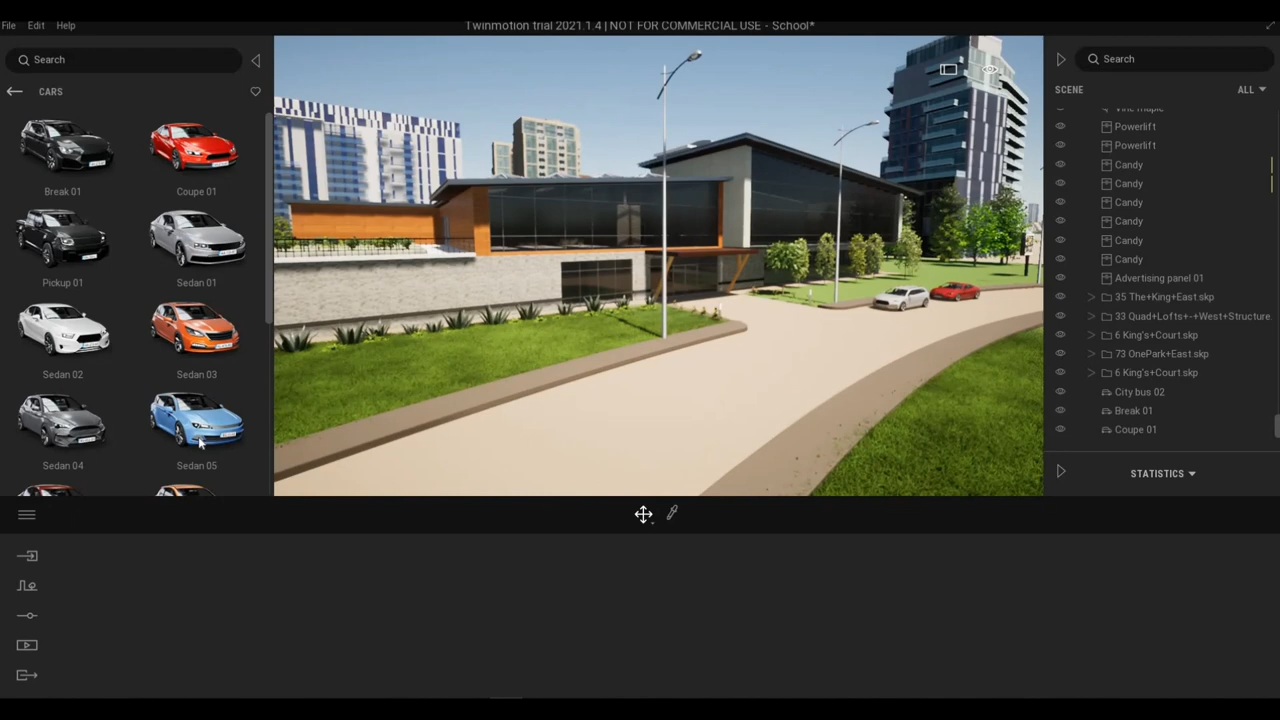 File Edit Help
Twinmotion trial 2021.1.4 | NOT FOR COMMERCIAL USE - School*
Search
CARS
Break 01
Coupe 01
Pickup 01
Sedan 01
Sedan 02
Sedan 03
Sedan 04
Sedan 05
Search
SCENE
ALL
Vine maple
Powerlift
Powerlift
Candy
Candy
Candy
Candy
Candy
Candy
Advertising panel 01
35 The+King+East.skp
33 Quad+Lofts+-+West+Structure.
6 King's+Court.skp
73 OnePark+East.skp
6 King's+Court.skp
City bus 02
Break 01
Coupe 01
STATISTICS